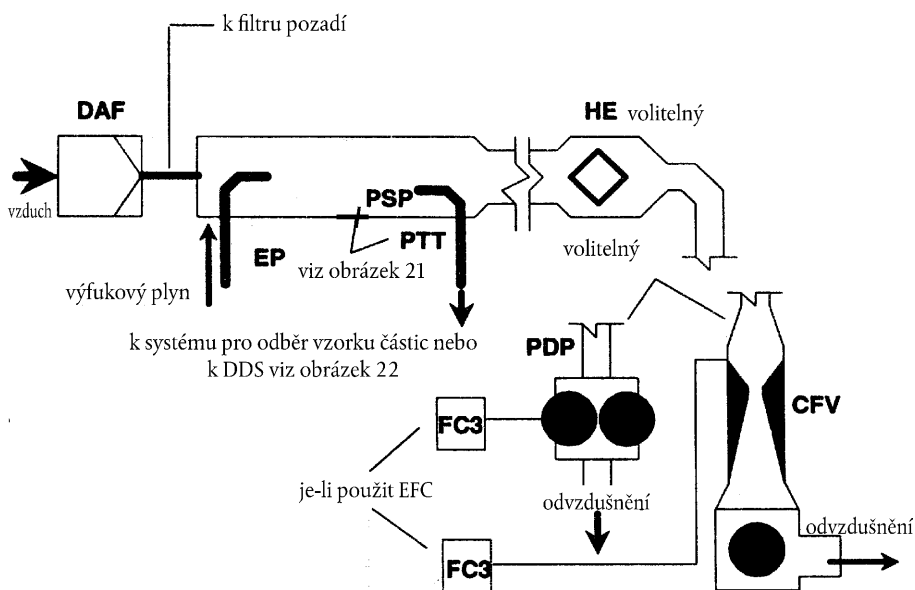 k filtru pozadí
DAF
HE volitelný
vzduch
PSP
EP
PTT
viz obrázek 21
volitelný
výfukový plyn
k systému pro odběr vzorku částic nebo
k DDS viz obrázek 22
PDP
CFV
FC3
je-li použit EFC
odvzdušnění
odvzdušnění
FC3